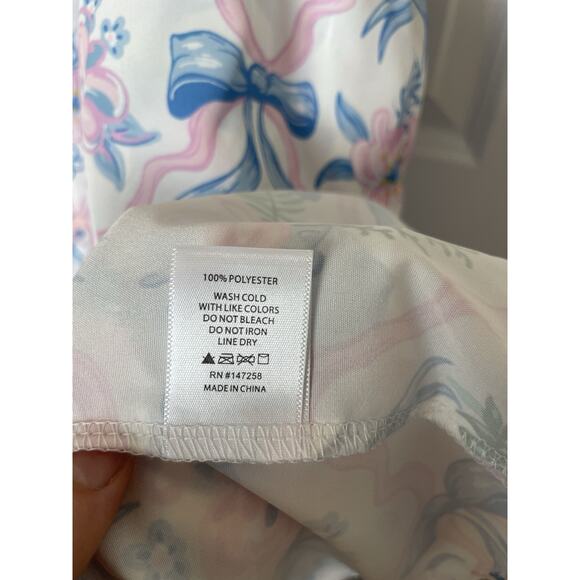 100% POLYESTER
WASH COLD
WITH LIKE COLORS
DO NOT BLEACH
DO NOT IRON
LINE DRY
RN #147258
MADE IN CHINA